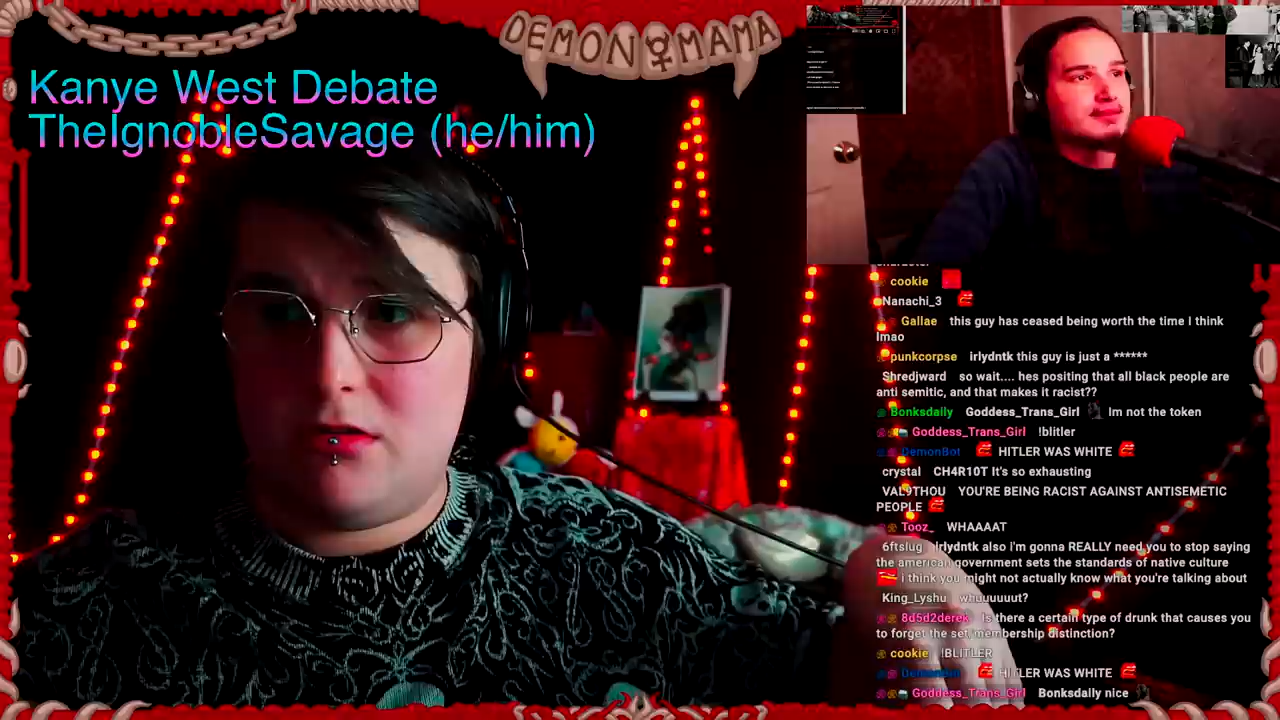 DEMON MAMA
Kanye West Debate
TheIgnobleSavage (he/him)
cookie
Nanachi_3
Gallae this guy has ceased being worth the time I think
lmao
punkcorpse irlydntk this guy is just a ******
Shredjward so wait.... hes positing that all black people are
anti semitic, and that makes it racist??
Bonksdaily Goddess_Trans_Girl Im not the token
Goddess_Trans_Girl !blitler
DemonBot HITLER WAS WHITE
crystal CH4R10T It's so exhausting
VAL9THOU YOU'RE BEING RACIST AGAINST ANTISEMETIC
PEOPLE
Tooz_ WHAAAAT
6ftslug irlydntk also I'm gonna REALLY need you to stop saying
the american government sets the standards of native culture
i think you might not actually know what you're talking about
King_Lyshu whuuuuuut?
8d5d2derek Is there a certain type of drunk that causes you
to forget the set/membership distinction?
cookie !BLITLER
DemonBot HITLER WAS WHITE
Goddess_Trans_Girl Bonksdaily nice